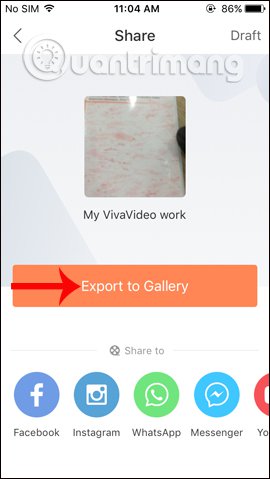 No SIM 11:04 AM 86%
Share Draft
Quantrimang
My VivaVideo work
Export to Gallery
Share to
Facebook Instagram WhatsApp Messenger Yo